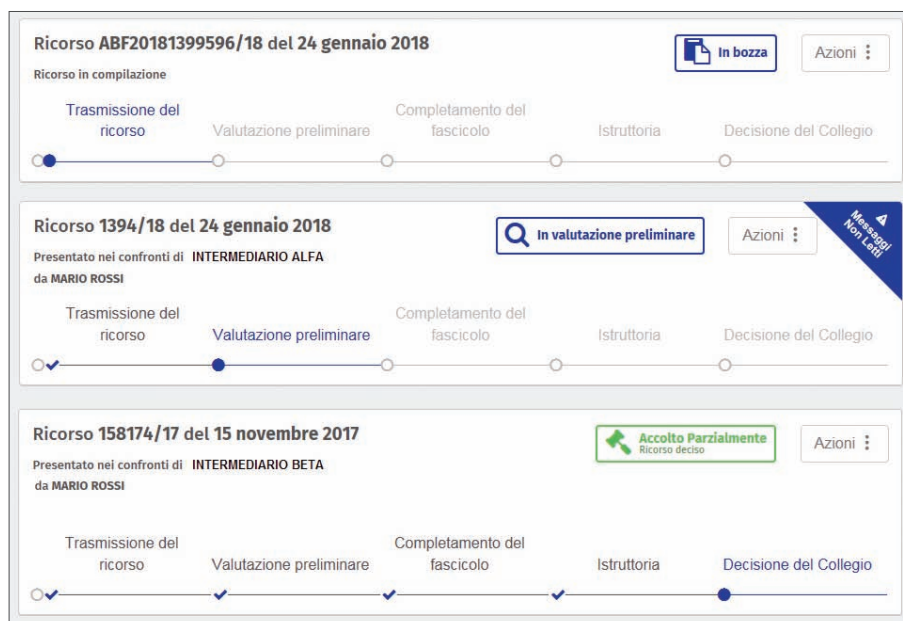 Ricorso ABF20181399596/18 del 24 gennaio 2018
In bozza
Azioni
Ricorso in compilazione
Trasmissione del
ricorso
Valutazione preliminare
Completamento del
fascicolo
Istruttoria
Decisione del Collegio
Ricorso 1394/18 del 24 gennaio 2018
In valutazione preliminare
Azioni
Messaggi
Non Letti
Presentato nei confronti di INTERMEDIARIO ALFA
da MARIO ROSSI
Trasmissione del
ricorso
Valutazione preliminare
Completamento del
fascicolo
Istruttoria
Decisione del Collegio
Ricorso 158174/17 del 15 novembre 2017
Accolto Parzialmente
Ricorso deciso
Azioni
Presentato nei confronti di INTERMEDIARIO BETA
da MARIO ROSSI
Trasmissione del
ricorso
Valutazione preliminare
Completamento del
fascicolo
Istruttoria
Decisione del Collegio